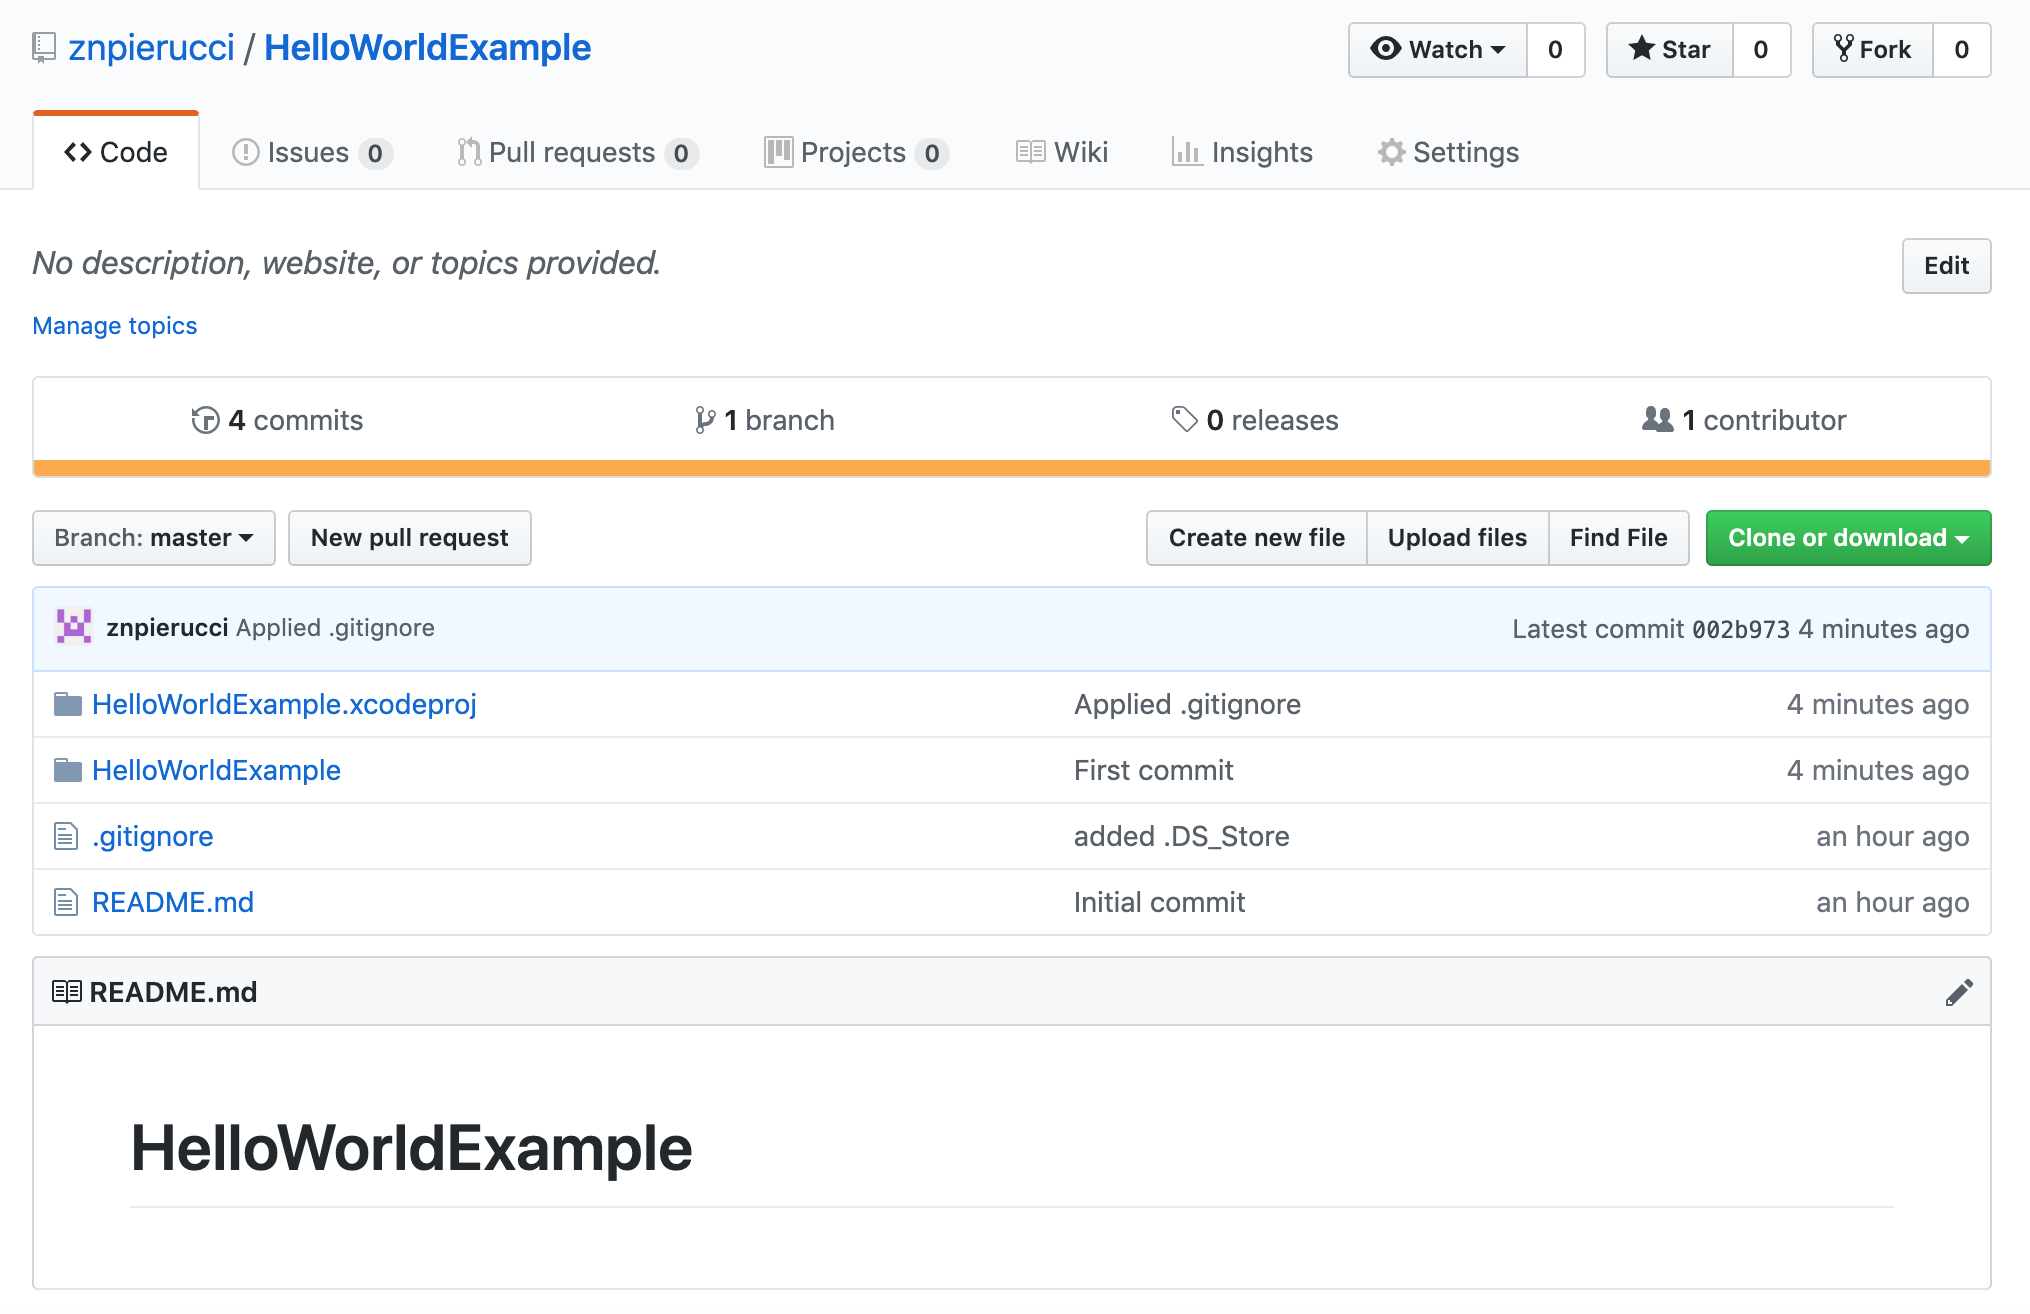 znpierucci / HelloWorldExample
Watch 0 Star 0 Fork 0
Code Issues 0 Pull requests 0 Projects 0 Wiki Insights Settings
No description, website, or topics provided.
Edit
Manage topics
4 commits 1 branch 0 releases 1 contributor
Branch: master New pull request Create new file Upload files Find File Clone or download
znpierucci Applied .gitignore Latest commit 002b973 4 minutes ago
HelloWorldExample.xcodeproj Applied .gitignore 4 minutes ago
HelloWorldExample First commit 4 minutes ago
.gitignore added .DS_Store an hour ago
README.md Initial commit an hour ago
README.md
HelloWorldExample